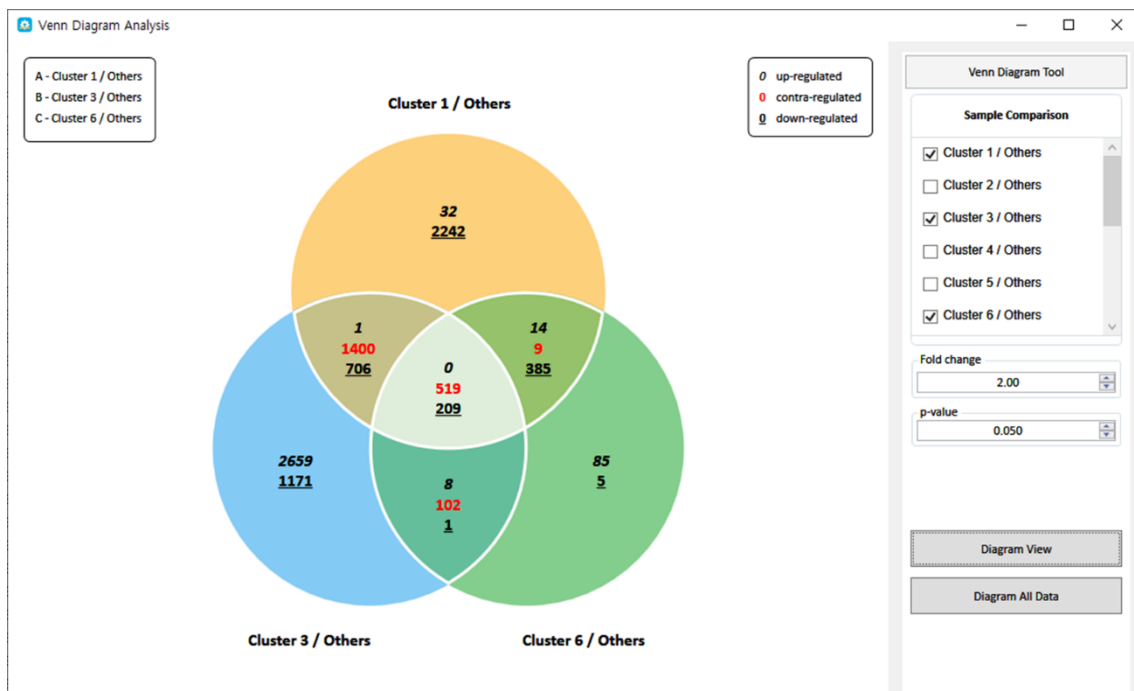 Venn Diagram Analysis
A - Cluster 1 / Others
B - Cluster 3 / Others
C - Cluster 6 / Others
0 up-regulated
0 contra-regulated
0 down-regulated
Cluster 1 / Others
32
2242
1
1400
706
14
9
385
0
519
209
2659
1171
8
102
1
85
5
Cluster 3 / Others
Cluster 6 / Others
Venn Diagram Tool
Sample Comparison
Cluster 1 / Others
Cluster 2 / Others
Cluster 3 / Others
Cluster 4 / Others
Cluster 5 / Others
Cluster 6 / Others
Fold change
2.00
p-value
0.050
Diagram View
Diagram All Data